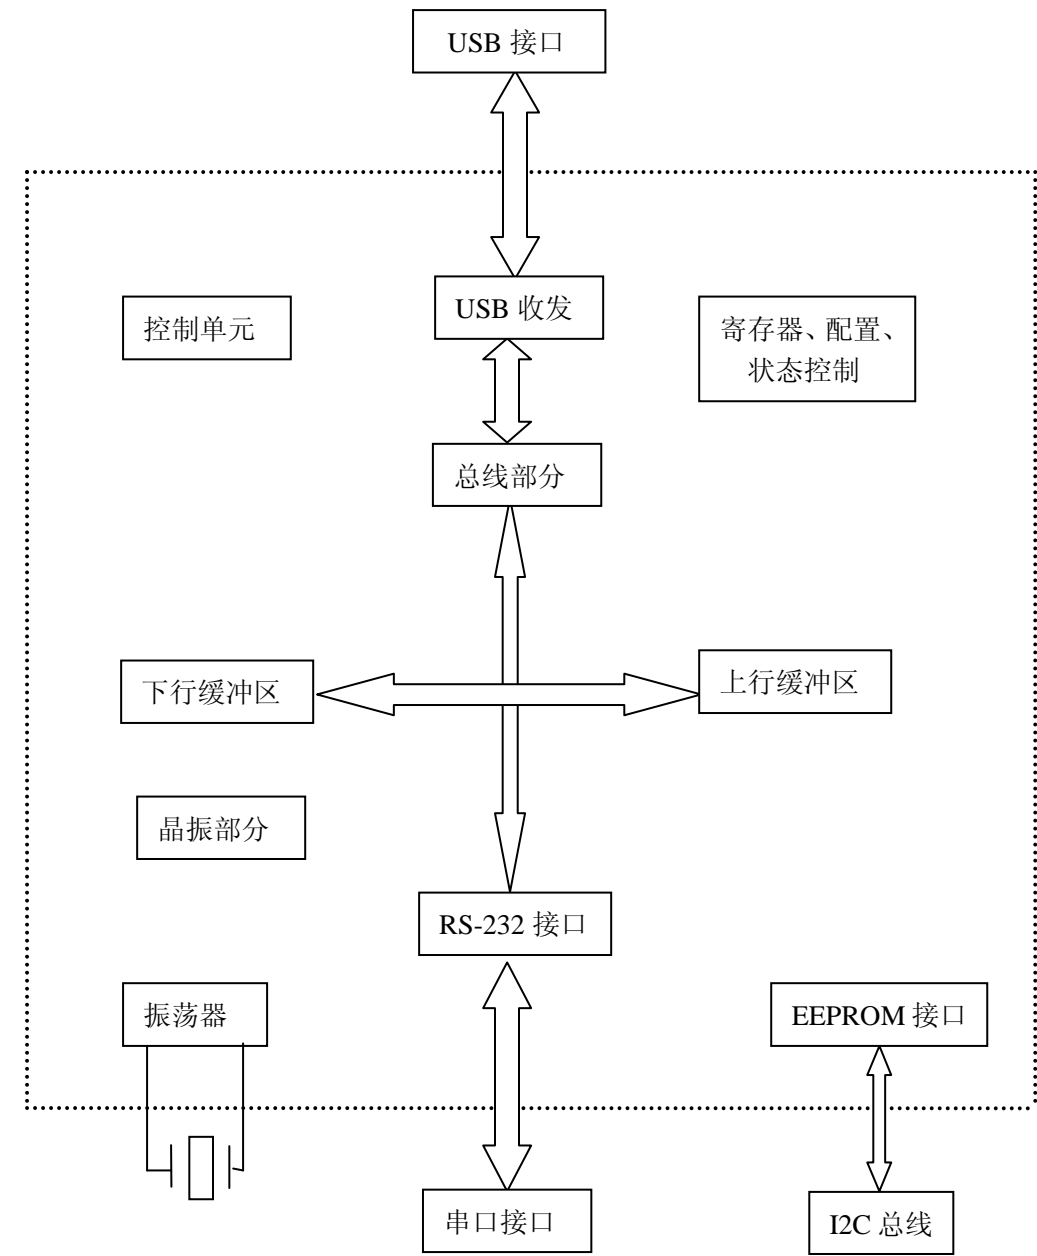 USB 接口
控制单元
USB 收发
寄存器、配置、
状态控制
总线部分
下行缓冲区
上行缓冲区
晶振部分
RS-232 接口
振荡器
EEPROM 接口
串口接口
I2C 总线